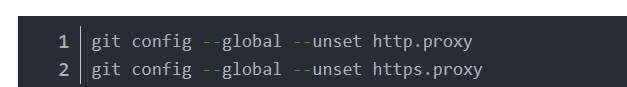 1 git config --global --unset http.proxy
2 git config --global --unset https.proxy